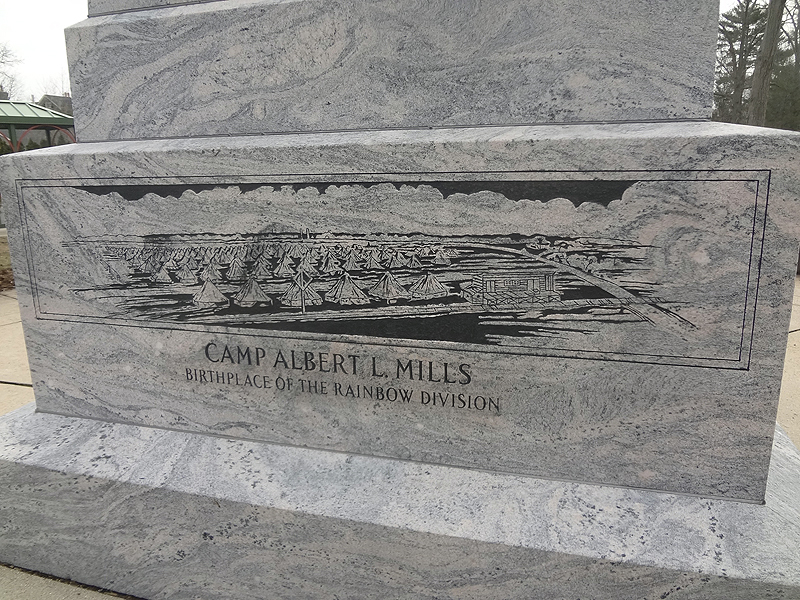 CAMP ALBERT L. MILLS
BIRTHPLACE OF THE RAINBOW DIVISION